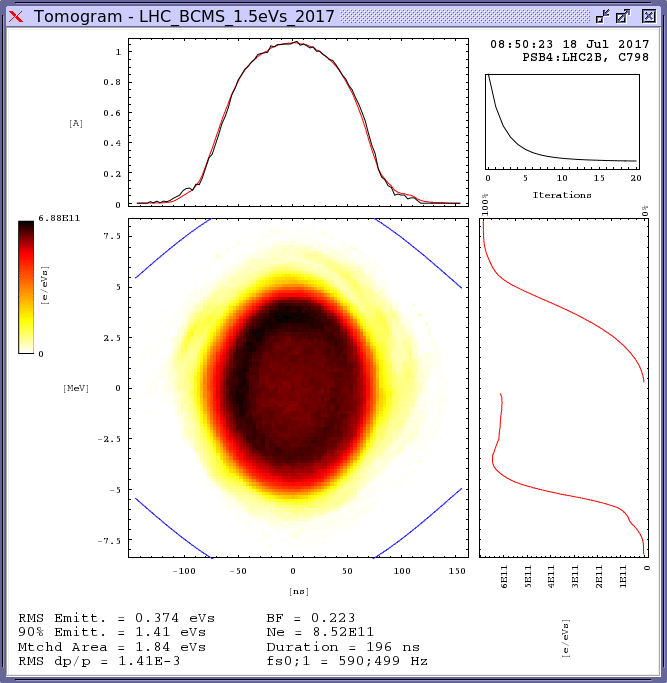 Tomogram - LHC_BCMS_1.5eVs_2017
08:50:23 18 Jul 2017
PSB4:LHC2B, C798
1
0.8
0.6
0.4
0.2
0
[A]
0 5 10 15 20
Iterations
100%
0%
6.88E11
[e/eVs]
0
7.5
5
2.5
0
-2.5
-5
-7.5
[MeV]
-100 -50 0 50 100 150
[ns]
6E11 5E11 4E11 3E11 2E11 1E11 0
[e/eVs]
RMS Emitt. = 0.374 eVs BF = 0.223
90% Emitt. = 1.41 eVs Ne = 8.52E11
Mtchd Area = 1.84 eVs Duration = 196 ns
RMS dp/p = 1.41E-3 fs0;1 = 590;499 Hz